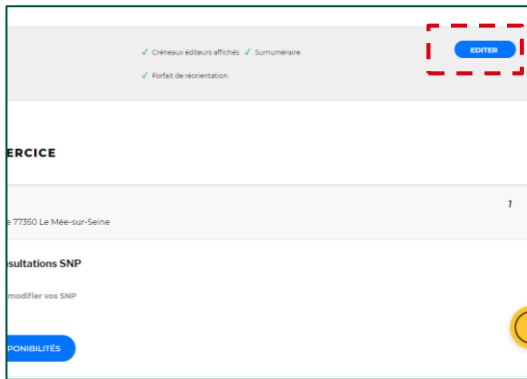 ✓ Créneaux éditeurs affichés ✓ Surnuméraire
EDITER
✓ Forfait de réorientation
ERCICE
1
e 77350 Le Mée-sur-Seine
nsultations SNP
modifier vos SNP
PONIBILITÉS